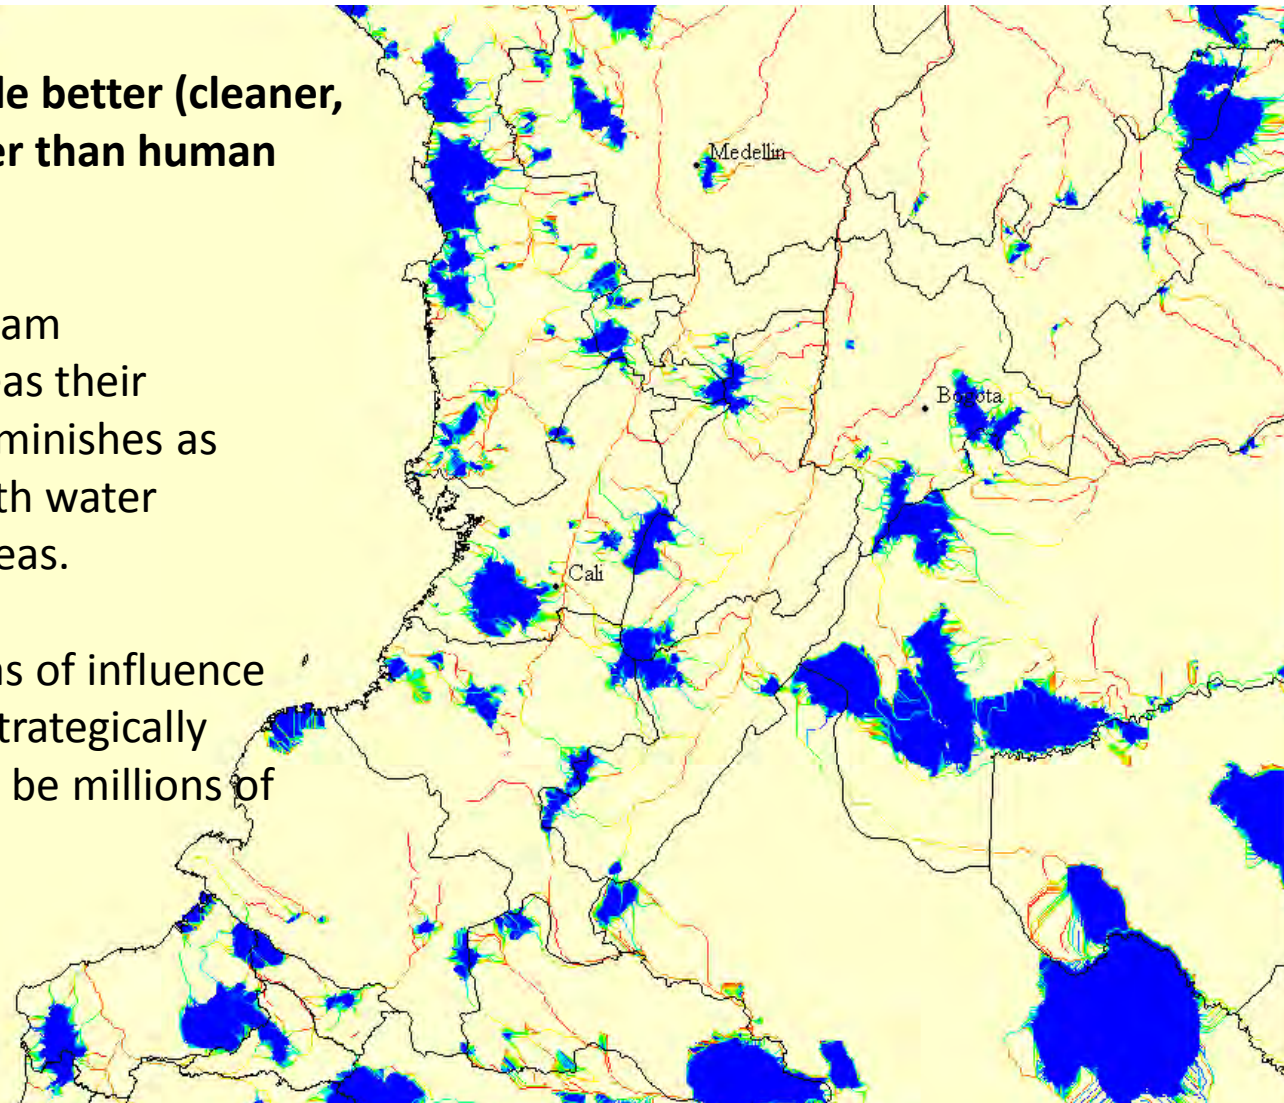 le better (cleaner,
er than human
am
as their
minishes as
th water
eas.
ns of influence
trategically
be millions of
Medellin
Bogota
Cali